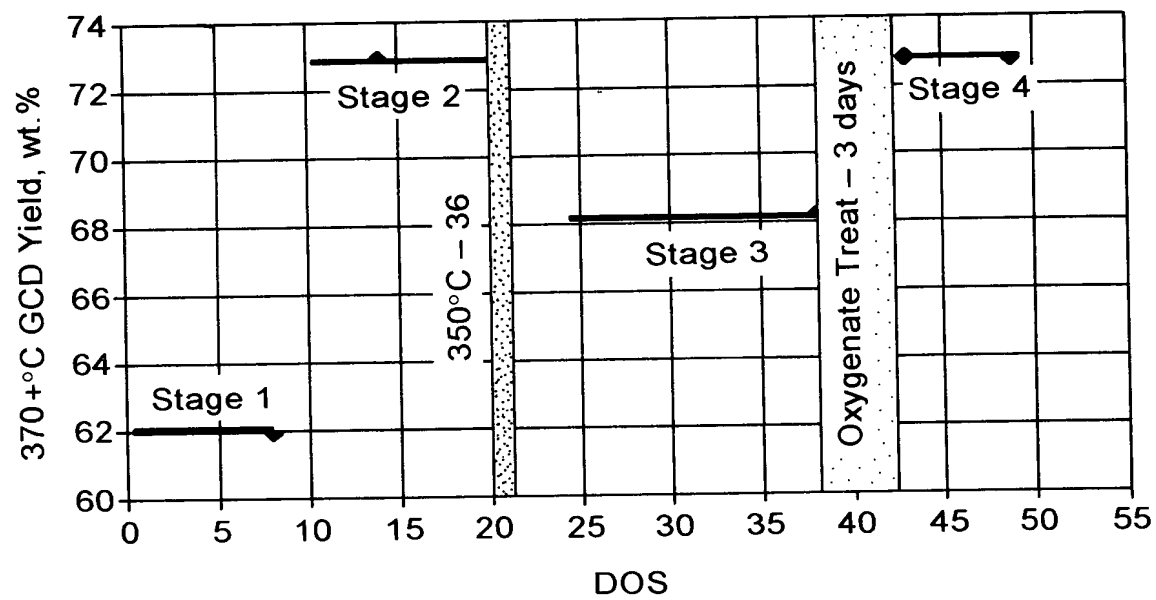 370+°C GCD Yield, wt.%
74
72
70
68
66
64
62
60
Stage 1
Stage 2
350°C – 36
Stage 3
Oxygenate Treat – 3 days
Stage 4
0 5 10 15 20 25 30 35 40 45 50 55
DOS